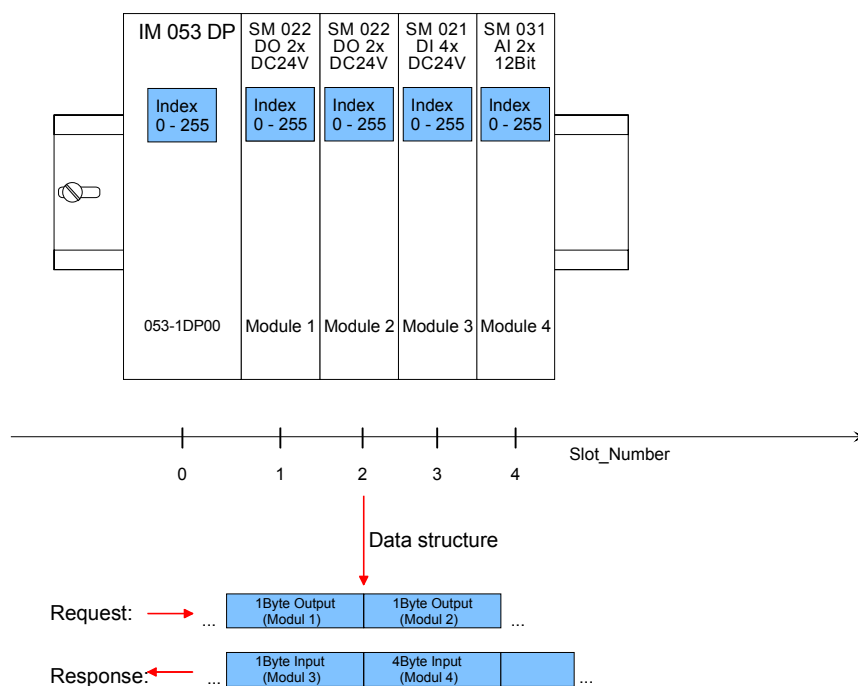 IM 053 DP
SM 022
DO 2x
DC24V
SM 022
DO 2x
DC24V
SM 021
DI 4x
DC24V
SM 031
AI 2x
12Bit
Index
0 - 255
Index
0 - 255
Index
0 - 255
Index
0 - 255
Index
0 - 255
053-1DP00
Module 1
Module 2
Module 3
Module 4
Slot_Number
0
1
2
3
4
Data structure
Request:
...
1Byte Output
(Modul 1)
1Byte Output
(Modul 2)
...
Response:
...
1Byte Input
(Modul 3)
4Byte Input
(Modul 4)
...